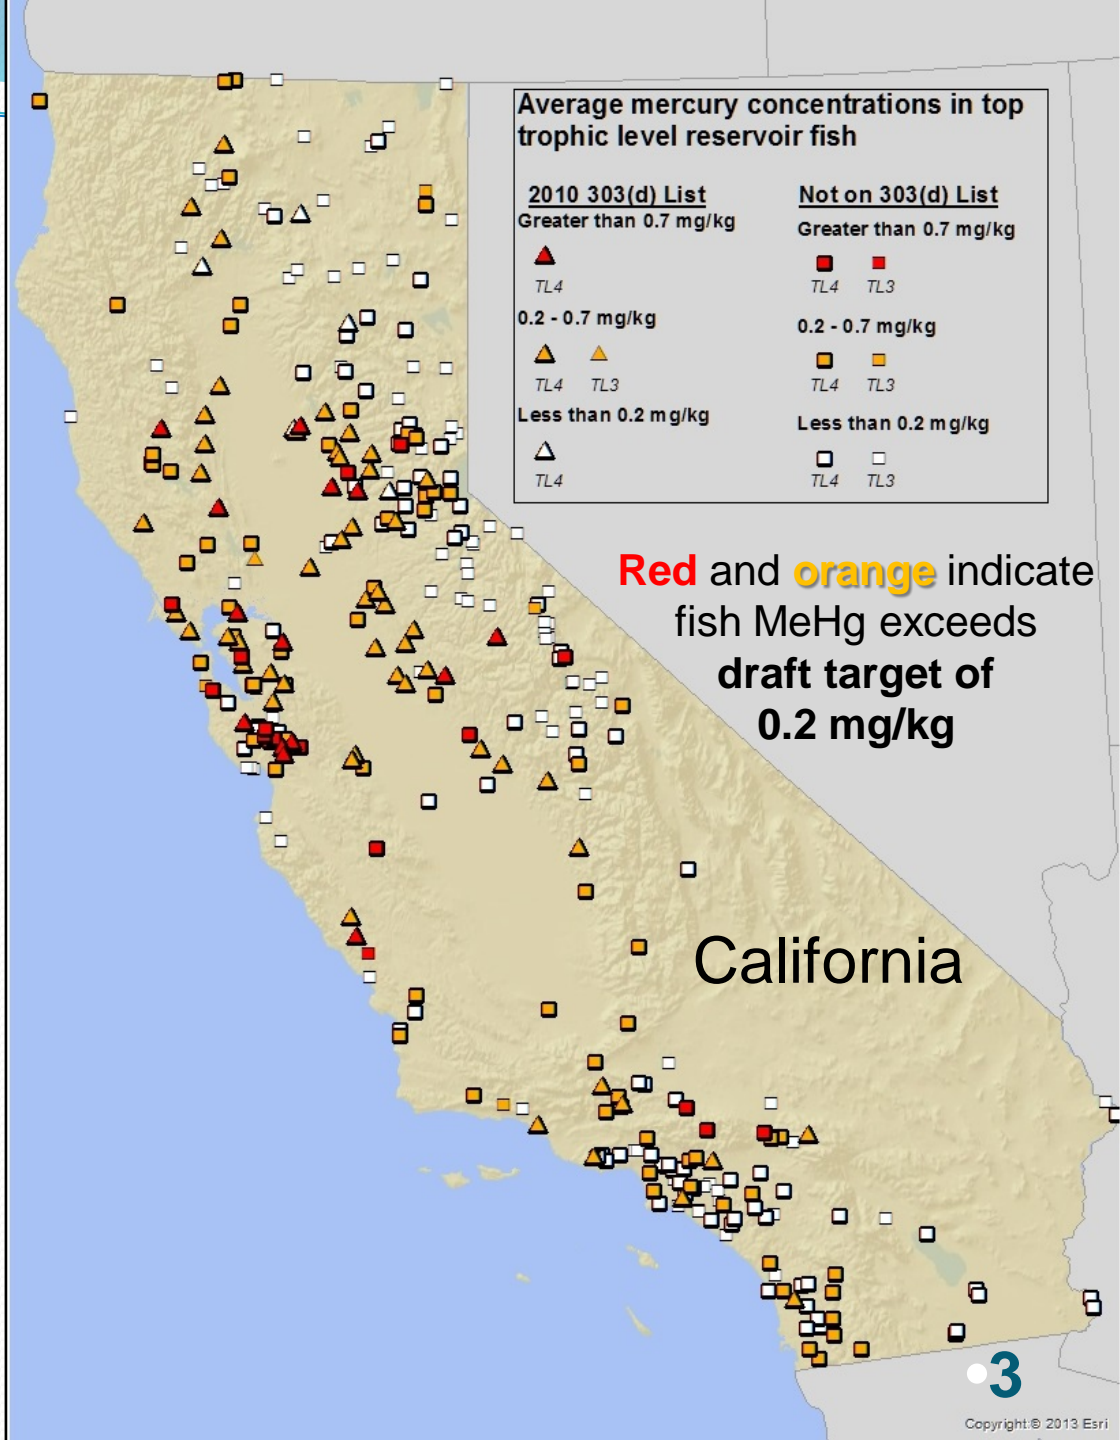 Average mercury concentrations in top
trophic level reservoir fish
2010 303(d) List
Greater than 0.7 mg/kg
TL4
0.2 - 0.7 mg/kg
TL4 TL3
Less than 0.2 mg/kg
TL4
Not on 303(d) List
Greater than 0.7 mg/kg
TL4 TL3
0.2 - 0.7 mg/kg
TL4 TL3
Less than 0.2 mg/kg
TL4 TL3
Red and orange indicate
fish MeHg exceeds
draft target of
0.2 mg/kg
California
•3
Copyright:© 2013 Esri